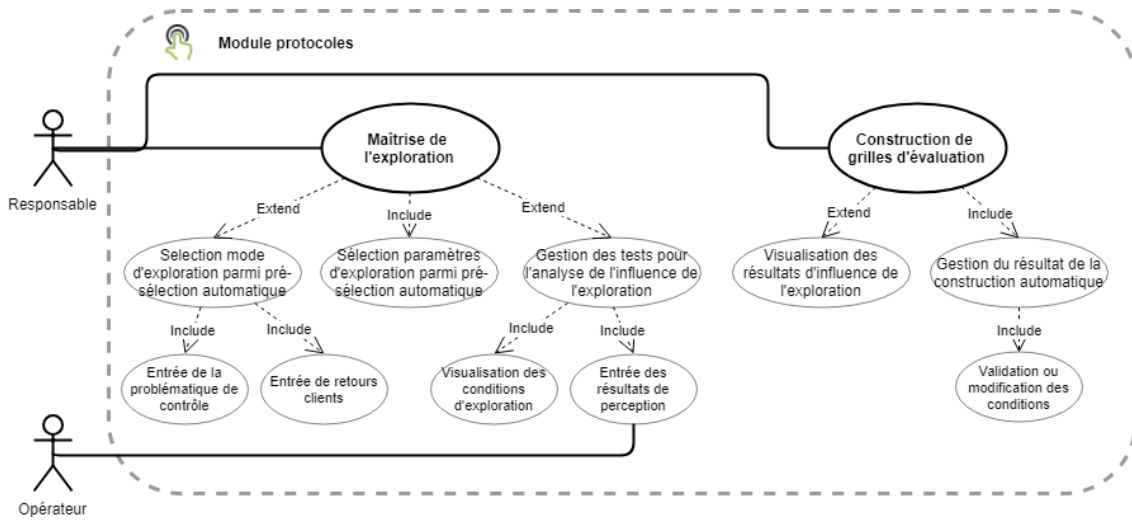 Module protocoles
Responsable
Maîtrise de
l'exploration
Construction de
grilles d'évaluation
Extend
Include
Extend
Extend
Include
Selection mode
d'exploration parmi pré-
sélection automatique
Sélection paramètres
d'exploration parmi pré-
sélection automatique
Gestion des tests pour
l'analyse de l'influence de
l'exploration
Visualisation des
résultats d'influence de
l'exploration
Gestion du résultat de la
construction automatique
Include
Include
Include
Include
Include
Entrée de la
problématique de
contrôle
Entrée de retours
clients
Visualisation des
conditions
d'exploration
Entrée des
résultats de
perception
Validation ou
modification des
conditions
Opérateur